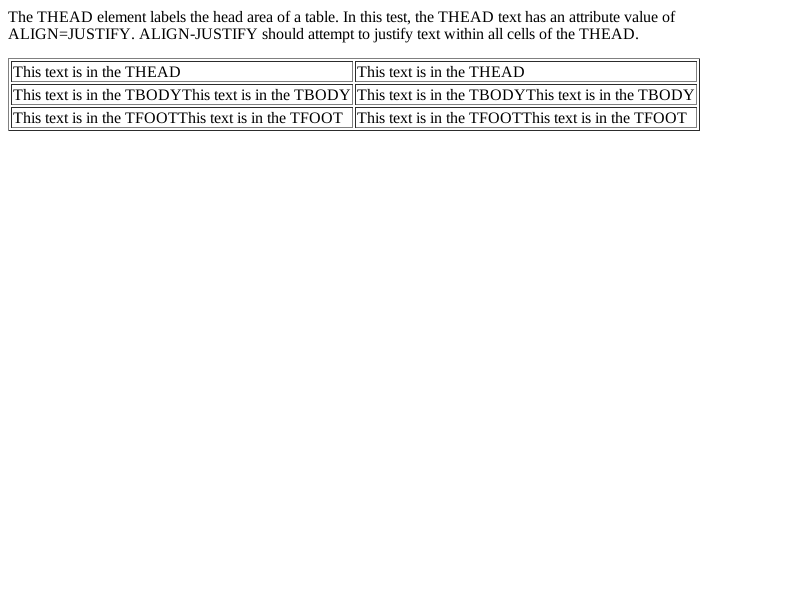 The THEAD element labels the head area of a table. In this test, the THEAD text has an attribute value of
ALIGN=JUSTIFY. ALIGN-JUSTIFY should attempt to justify text within all cells of the THEAD.
This text is in the THEAD This text is in the THEAD
This text is in the TBODYThis text is in the TBODY This text is in the TBODYThis text is in the TBODY
This text is in the TFOOTThis text is in the TFOOT This text is in the TFOOTThis text is in the TFOOT